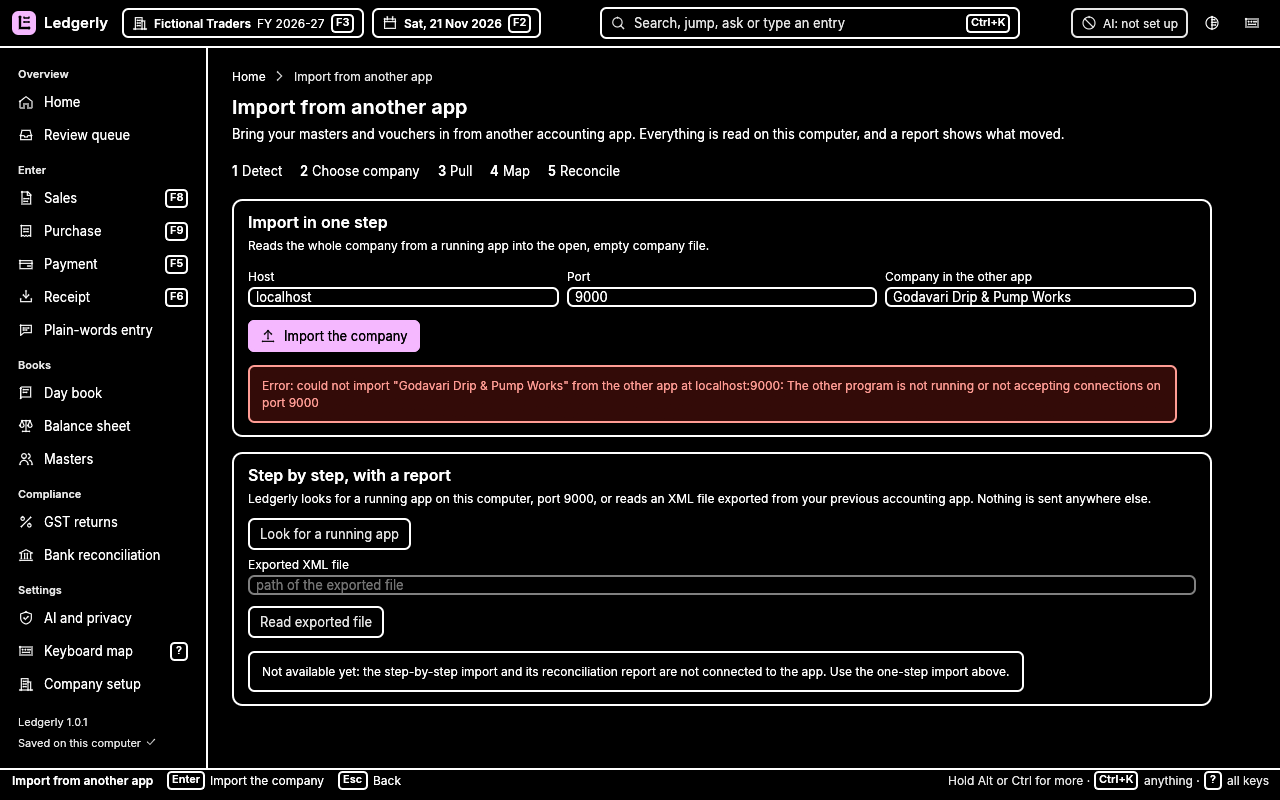 Ledgerly
Fictional Traders FY 2026-27 F3
Sat, 21 Nov 2026 F2
Search, jump, ask or type an entry Ctrl+K
AI: not set up
Overview
Home
Review queue
Enter
Sales F8
Purchase F9
Payment F5
Receipt F6
Plain-words entry
Books
Day book
Balance sheet
Masters
Compliance
GST returns
Bank reconciliation
Settings
AI and privacy
Keyboard map ?
Company setup
Ledgerly 1.0.1
Saved on this computer
Home Import from another app
Import from another app
Bring your masters and vouchers in from another accounting app. Everything is read on this computer, and a report shows what moved.
1 Detect 2 Choose company 3 Pull 4 Map 5 Reconcile
Import in one step
Reads the whole company from a running app into the open, empty company file.
Host Port Company in the other app
localhost 9000 Godavari Drip & Pump Works
Import the company
Error: could not import "Godavari Drip & Pump Works" from the other app at localhost:9000: The other program is not running or not accepting connections on
port 9000
Step by step, with a report
Ledgerly looks for a running app on this computer, port 9000, or reads an XML file exported from your previous accounting app. Nothing is sent anywhere else.
Look for a running app
Exported XML file
path of the exported file
Read exported file
Not available yet: the step-by-step import and its reconciliation report are not connected to the app. Use the one-step import above.
Import from another app Enter Import the company Esc Back
Hold Alt or Ctrl for more · Ctrl+K anything · ? all keys